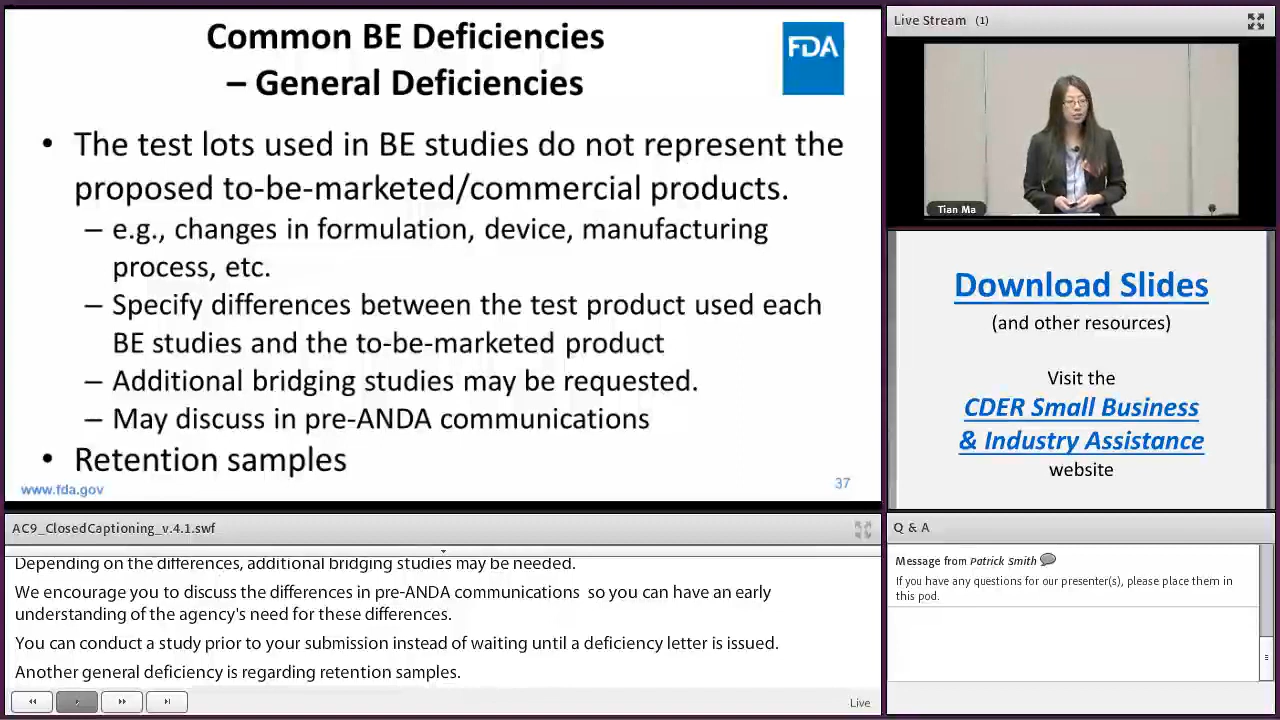 Common BE Deficiencies
– General Deficiencies
FDA
• The test lots used in BE studies do not represent the
proposed to-be-marketed/commercial products.
– e.g., changes in formulation, device, manufacturing
process, etc.
– Specify differences between the test product used each
BE studies and the to-be-marketed product
– Additional bridging studies may be requested.
– May discuss in pre-ANDA communications
• Retention samples
www.fda.gov
37
Live Stream (1)
Tian Ma
Download Slides
(and other resources)
Visit the
CDER Small Business
& Industry Assistance
website
AC9_ClosedCaptioning_v.4.1.swf
Depending on the differences, additional bridging studies may be needed.
We encourage you to discuss the differences in pre-ANDA communications so you can have an early
understanding of the agency's need for these differences.
You can conduct a study prior to your submission instead of waiting until a deficiency letter is issued.
Another general deficiency is regarding retention samples.
Live
Q & A
Message from Patrick Smith
If you have any questions for our presenter(s), please place them in
this pod.